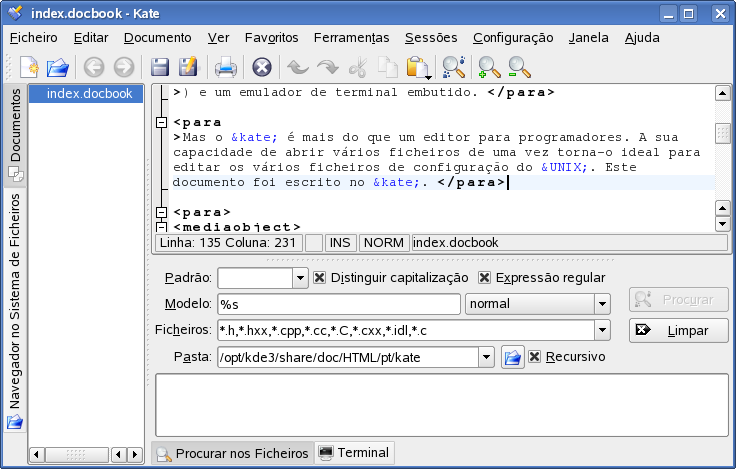 index.docbook - Kate
Ficheiro Editar Documento Ver Favoritos Ferramentas Sessões Configuração Janela Ajuda
Documentos
Navegador no Sistema de Ficheiros
index.docbook
>) e um emulador de terminal embutido. </para>
<para
>Mas o &kate; é mais do que um editor para programadores. A sua
capacidade de abrir vários ficheiros de uma vez torna-o ideal para
editar os vários ficheiros de configuração do &UNIX;. Este
documento foi escrito no &kate;. </para>
<para>
<mediaobject>
Linha: 135 Coluna: 231 INS NORM index.docbook
Padrão: Distinguir capitalização Expressão regular
Modelo: %s normal Procurar
Ficheiros: *.h,*.hxx,*.cpp,*.cc,*.C,*.cxx,*.idl,*.c Limpar
Pasta: /opt/kde3/share/doc/HTML/pt/kate Recursivo
Procurar nos Ficheiros Terminal